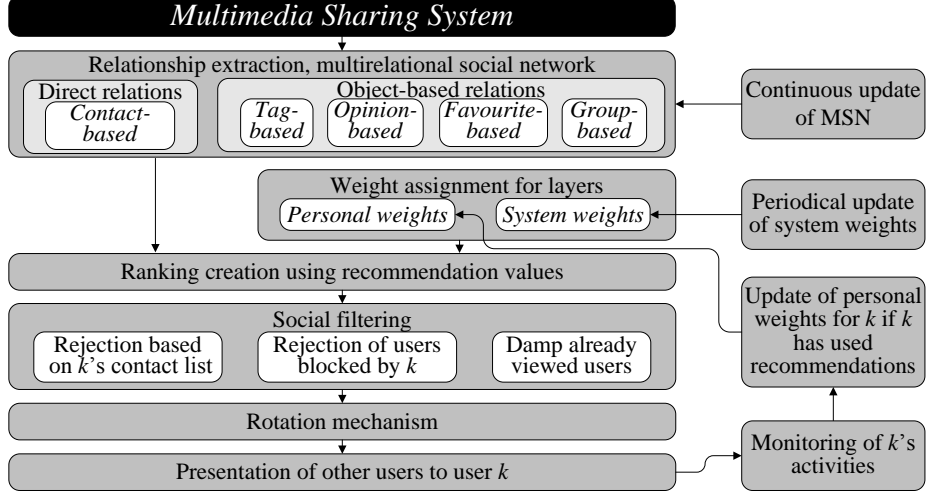 Multimedia Sharing System
Relationship extraction, multirelational social network
Direct relations
Contact-
based
Object-based relations
Tag-
based
Opinion-
based
Favourite-
based
Group-
based
Continuous update
of MSN
Weight assignment for layers
Personal weights
System weights
Periodical update
of system weights
Ranking creation using recommendation values
Social filtering
Rejection based
on k's contact list
Rejection of users
blocked by k
Damp already
viewed users
Update of personal
weights for k if k
has used
recommendations
Rotation mechanism
Presentation of other users to user k
Monitoring of k's
activities